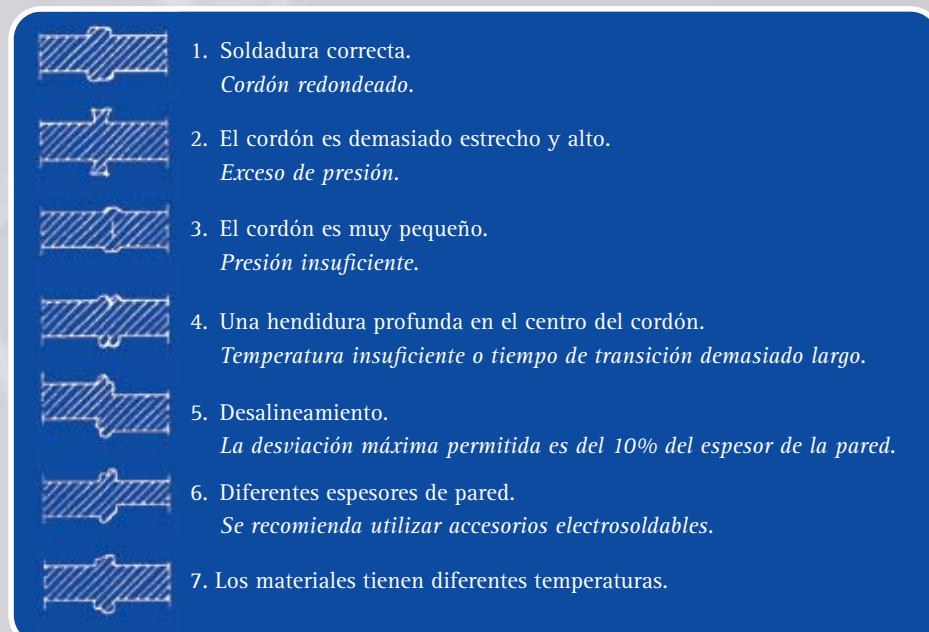 1. Soldadura correcta.
Cordón redondeado.
2. El cordón es demasiado estrecho y alto.
Exceso de presión.
3. El cordón es muy pequeño.
Presión insuficiente.
4. Una hendidura profunda en el centro del cordón.
Temperatura insuficiente o tiempo de transición demasiado largo.
5. Desalineamiento.
La desviación máxima permitida es del 10% del espesor de la pared.
6. Diferentes espesores de pared.
Se recomienda utilizar accesorios electrosoldables.
7. Los materiales tienen diferentes temperaturas.